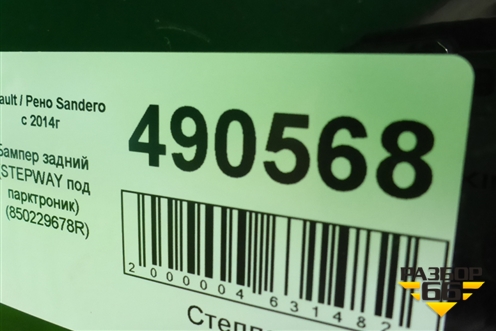 ault / Рено Sandero
с 2014г
490568
Бампер задний
(STEPWAY под
парктроник)
(850229678R)
2 000004 631482
РАЗБОР
66